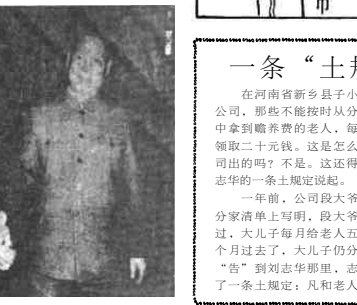 市
一条“土规
在河南省新乡县子小
公司，那些不能按时从分
中拿到赡养费的老人，每
领取二十元钱。这是怎么
司出的吗？不是。这还得
志华的一条土规定说起。
一年前，公司段大爷
分家清单上写明，段大爷
过，大儿子每月给老人五
个月过去了，大儿子仍分
“告”到刘志华那里，志
了一条土规定：凡和老人